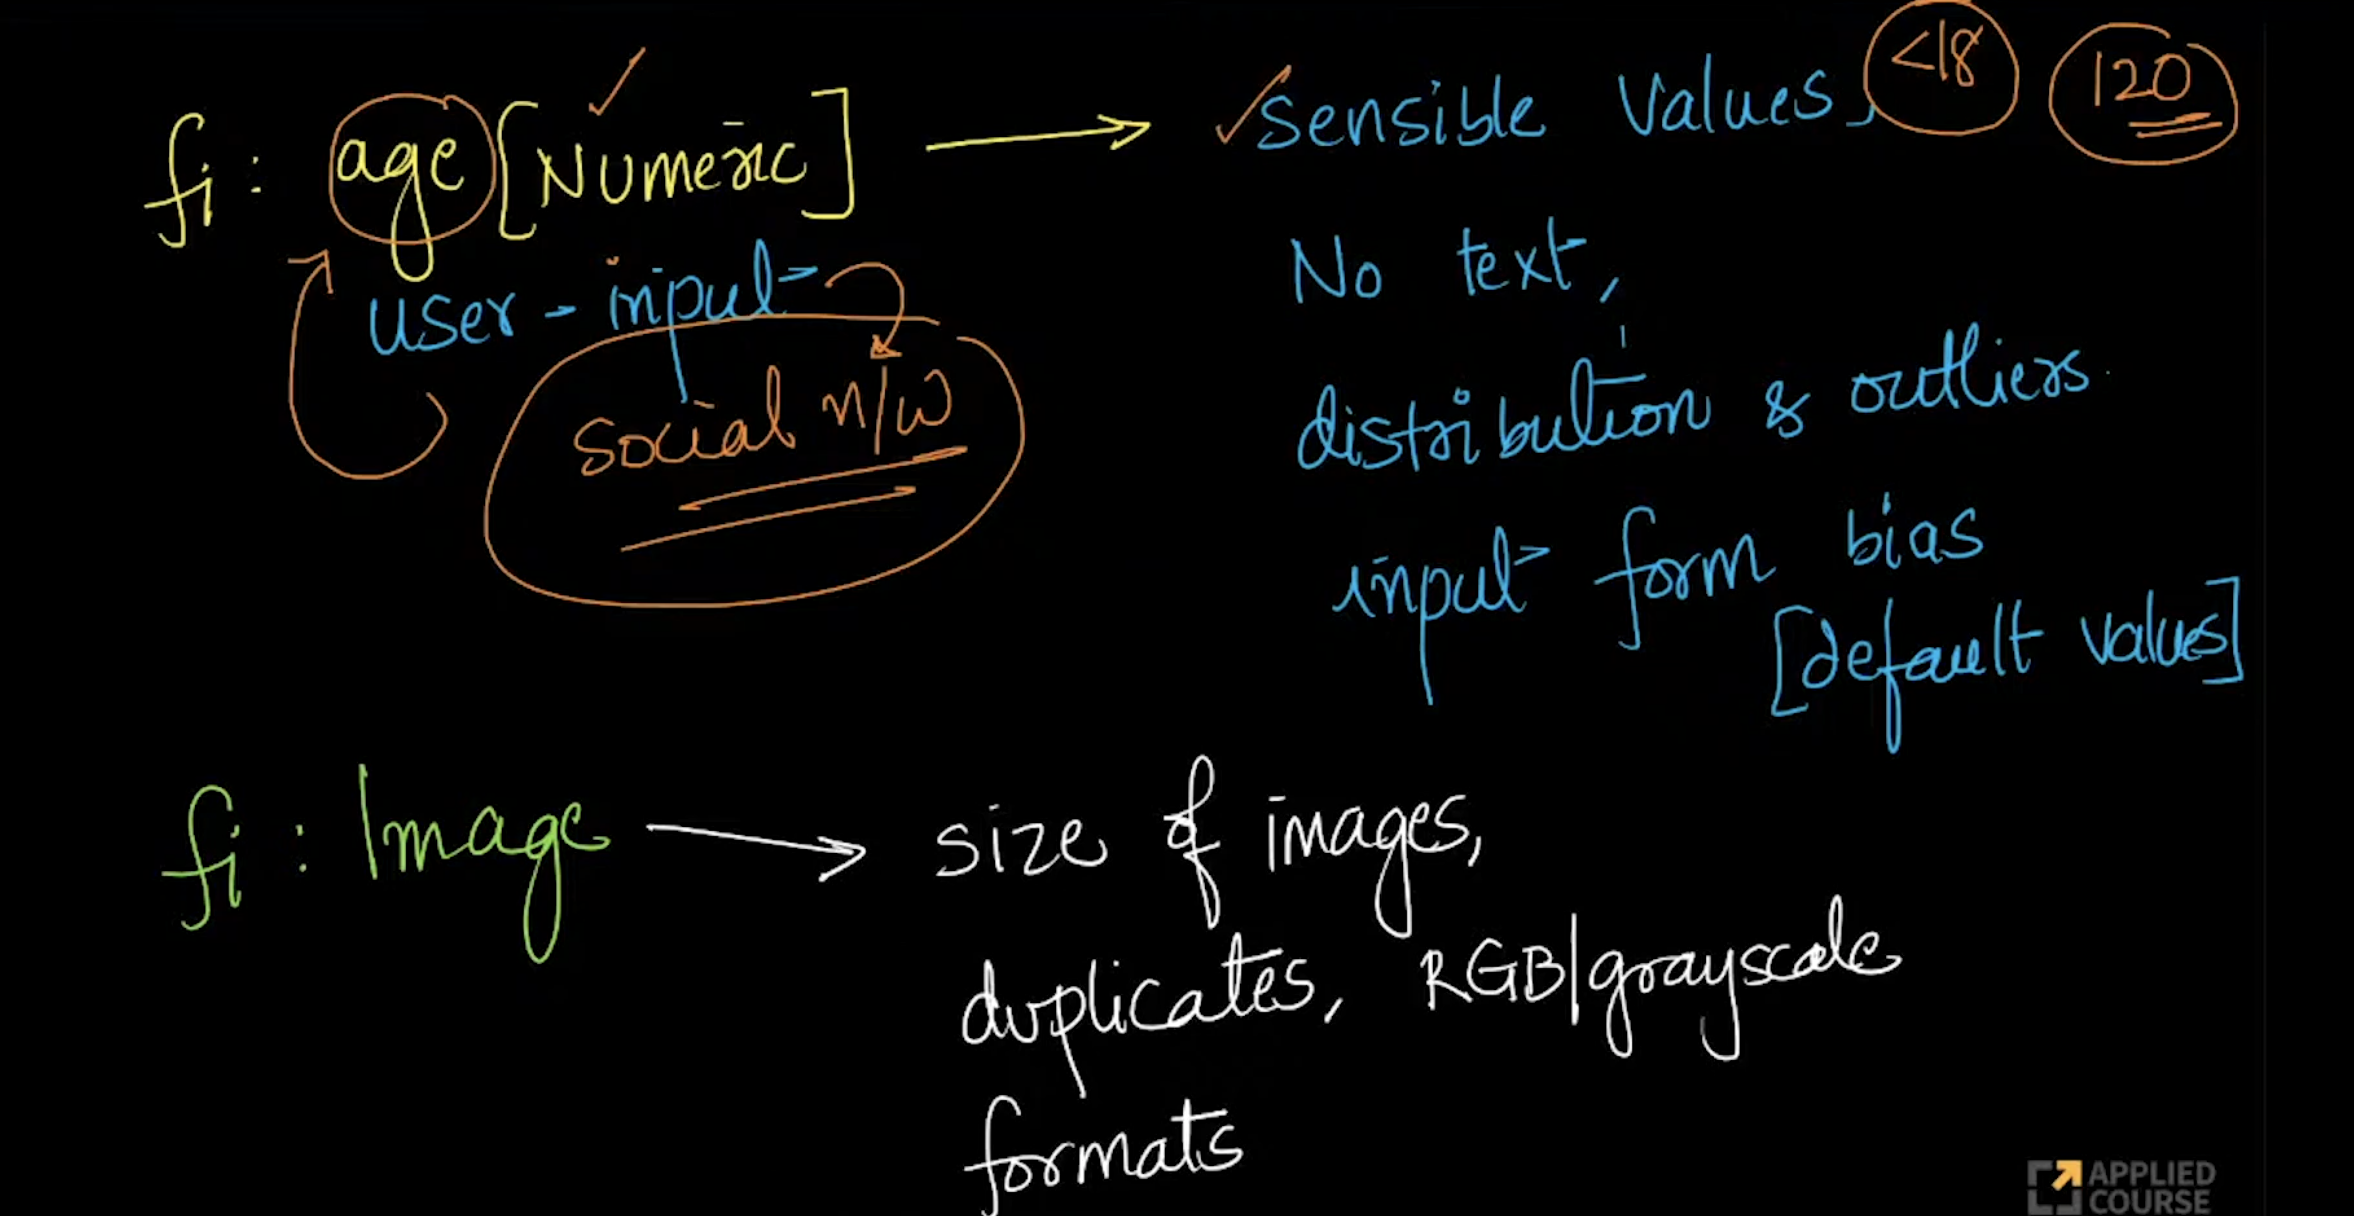 fi : age [Numeric] → ✓ sensible values, <18 120
user-input
No text,
social n/w
distribution & outliers
input form bias
[default values]
fi : Image → size of images,
duplicates, RGB|grayscale
formats
APPLIED
COURSE